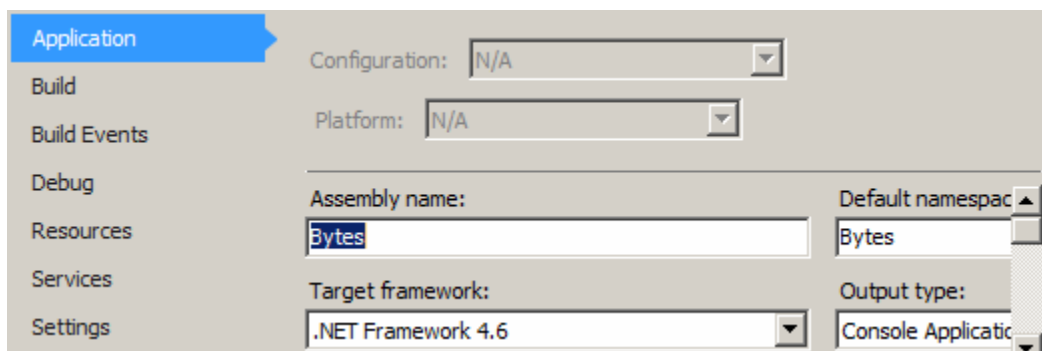 Application
Build
Build Events
Debug
Resources
Services
Settings
Configuration: N/A
Platform: N/A
Assembly name: Default namespac
Bytes Bytes
Target framework: Output type:
.NET Framework 4.6 Console Applicatic